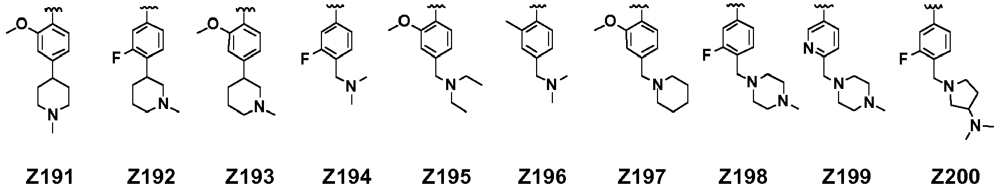 O O O O
F F F N F
N N N N N N N
N N N N N
N
Z191 Z192 Z193 Z194 Z195 Z196 Z197 Z198 Z199 Z200